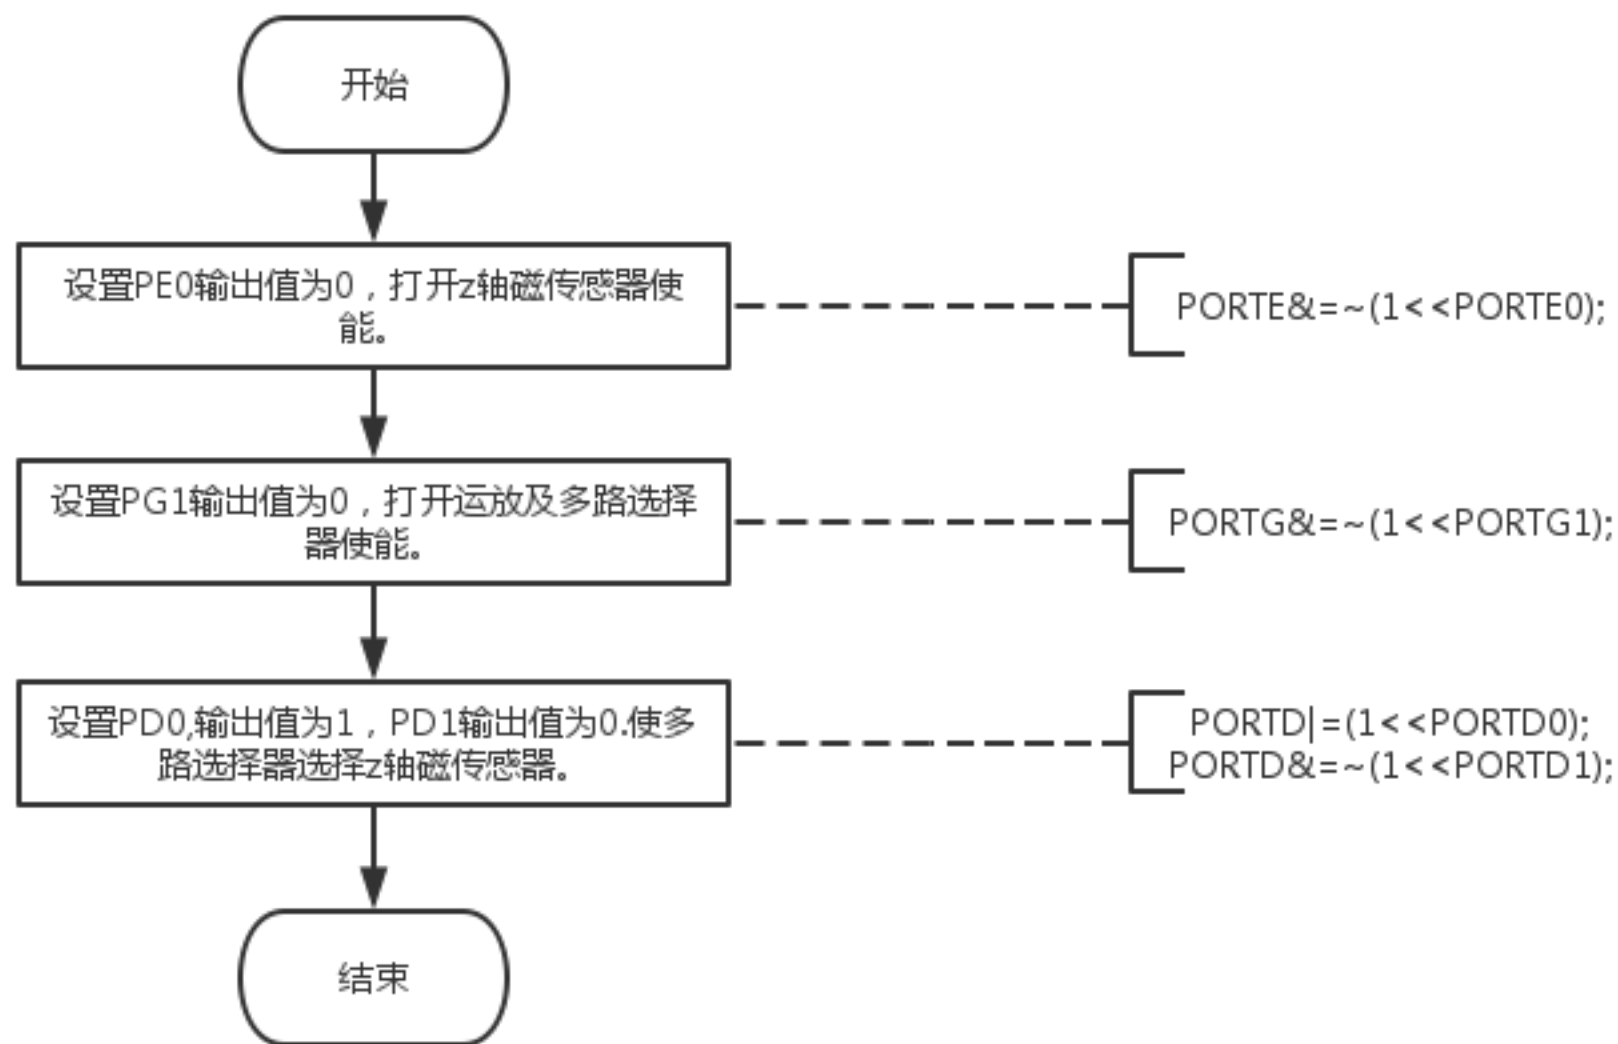 开始
设置PE0输出值为0，打开z轴磁传感器使
能。
PORTE&=~(1<<PORTE0);
设置PG1输出值为0，打开运放及多路选择
器使能。
PORTG&=~(1<<PORTG1);
设置PD0,输出值为1，PD1输出值为0.使多
路选择器选择z轴磁传感器。
PORTD|=(1<<PORTD0);
PORTD&=~(1<<PORTD1);
结束